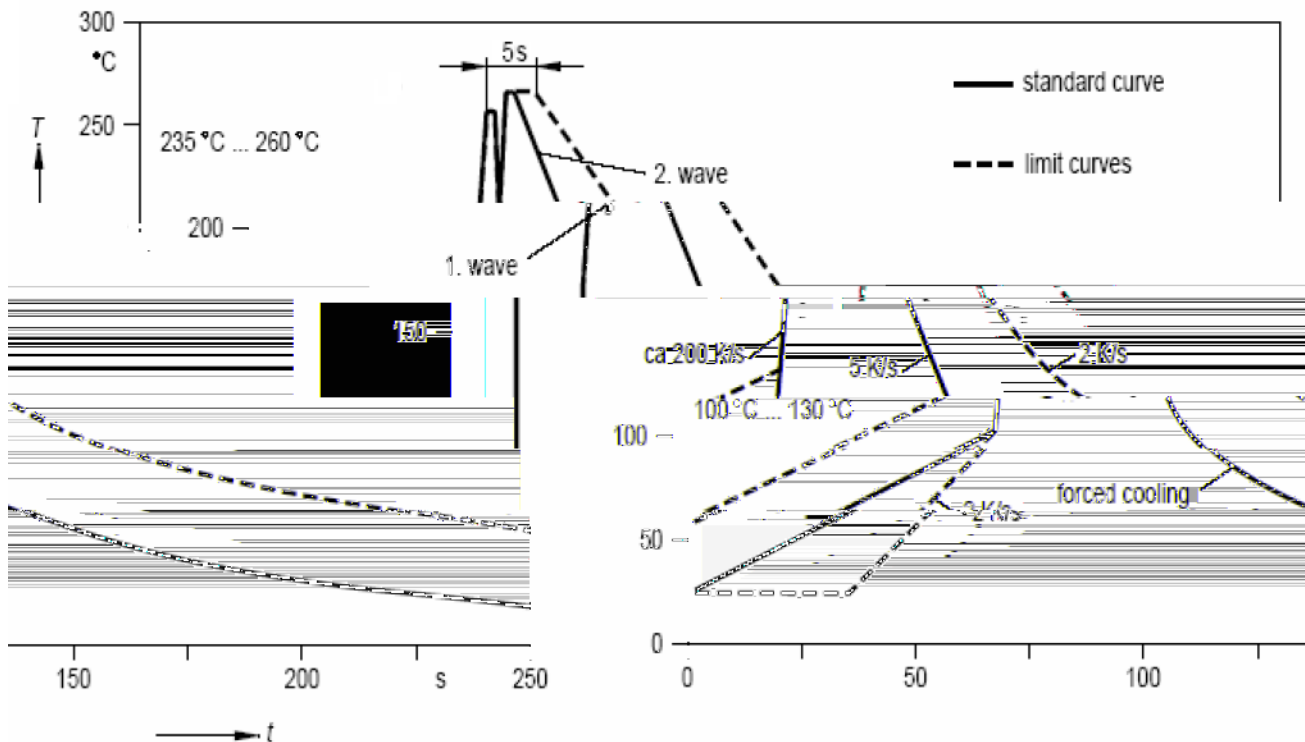 300
°C
5 s
standard curve
T
250
235 °C ... 260 °C
limit curves
2. wave
200
1. wave
150
ca 200 K/s
5 K/s
2 K/s
100 °C ... 130 °C
100
forced cooling
2 K/s
50
0
150
200
s
250
0
50
100
t